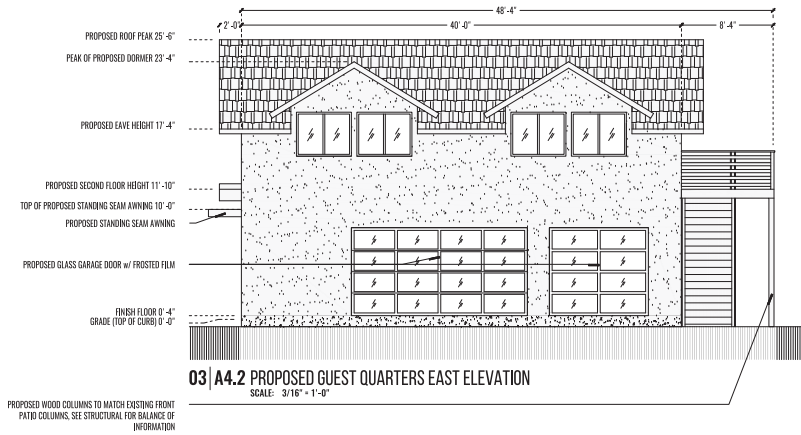 48'-4"
2'-0"
40'-0"
8'-4"
PROPOSED ROOF PEAK 25'-6"
PEAK OF PROPOSED DORMER 23'-4"
PROPOSED EAVE HEIGHT 17'-4"
PROPOSED SECOND FLOOR HEIGHT 11'-10"
TOP OF PROPOSED STANDING SEAM AWNING 10'-0"
PROPOSED STANDING SEAM AWNING
PROPOSED GLASS GARAGE DOOR w/ FROSTED FILM
FINISH FLOOR 0'-4"
GRADE (TOP OF CURB) 0'-0"
03 A4.2 PROPOSED GUEST QUARTERS EAST ELEVATION
SCALE: 3/16" = 1'-0"
PROPOSED WOOD COLUMNS TO MATCH EXISTING FRONT
PATIO COLUMNS, SEE STRUCTURAL FOR BALANCE OF
INFORMATION